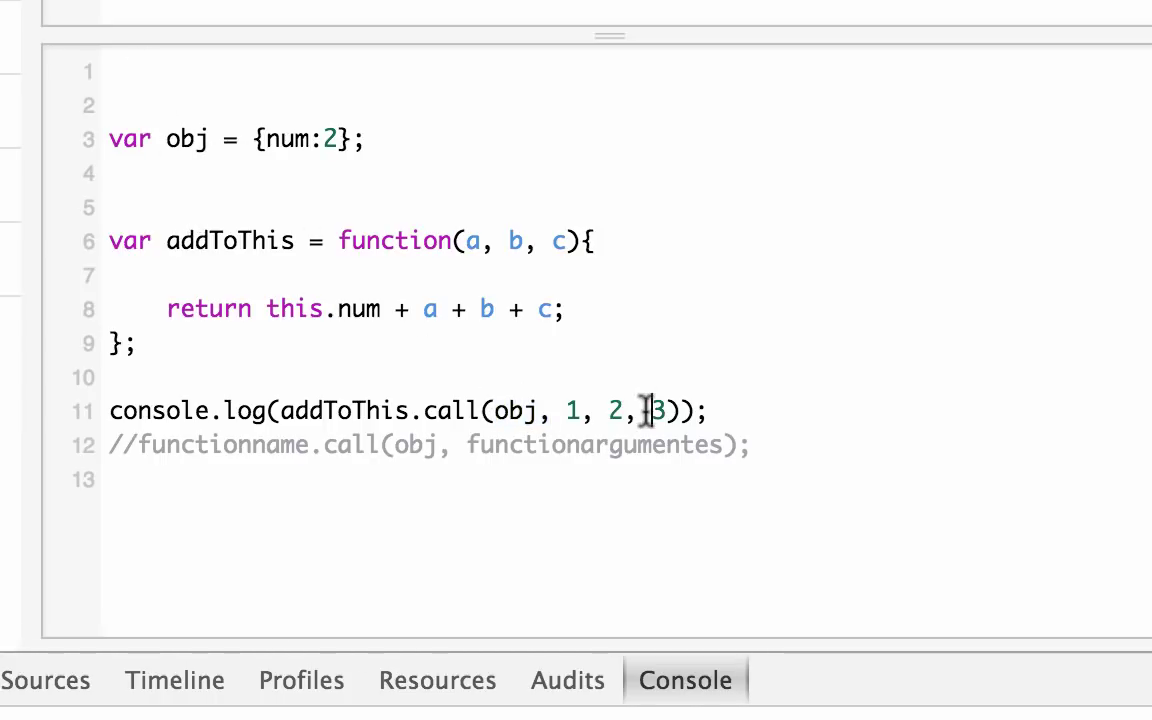 1
2
3 var obj = {num:2};
4
5
6 var addToThis = function(a, b, c){
7
8 return this.num + a + b + c;
9 };
10
11 console.log(addToThis.call(obj, 1, 2, 3));
12 //functionname.call(obj, functionargumentes);
13
Sources Timeline Profiles Resources Audits Console